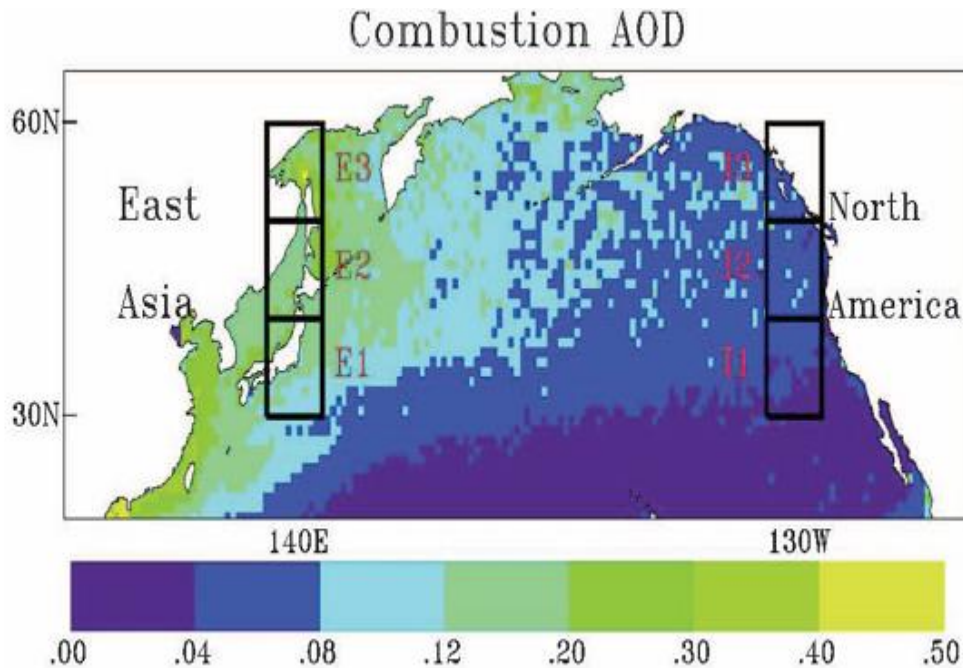 Combustion AOD
60N
E3
I3
East
North
E2
I2
Asia
America
E1
I1
30N
140E
130W
.00 .04 .08 .12 .20 .30 .40 .50